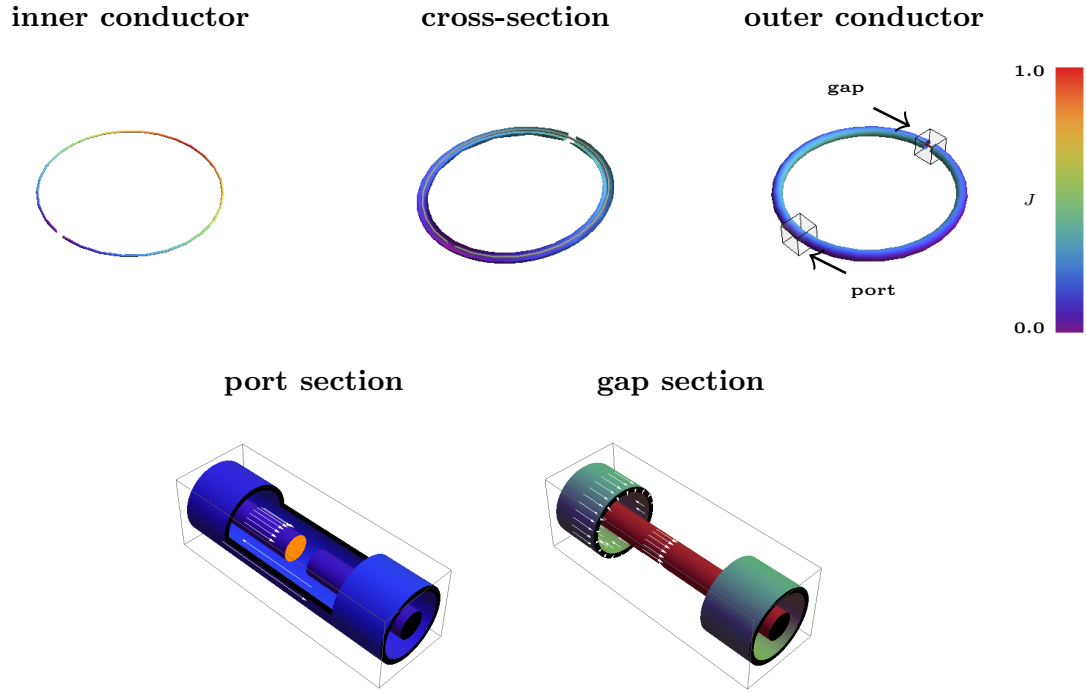 inner conductor
cross-section
outer conductor
1.0
gap
J
port
0.0
port section
gap section